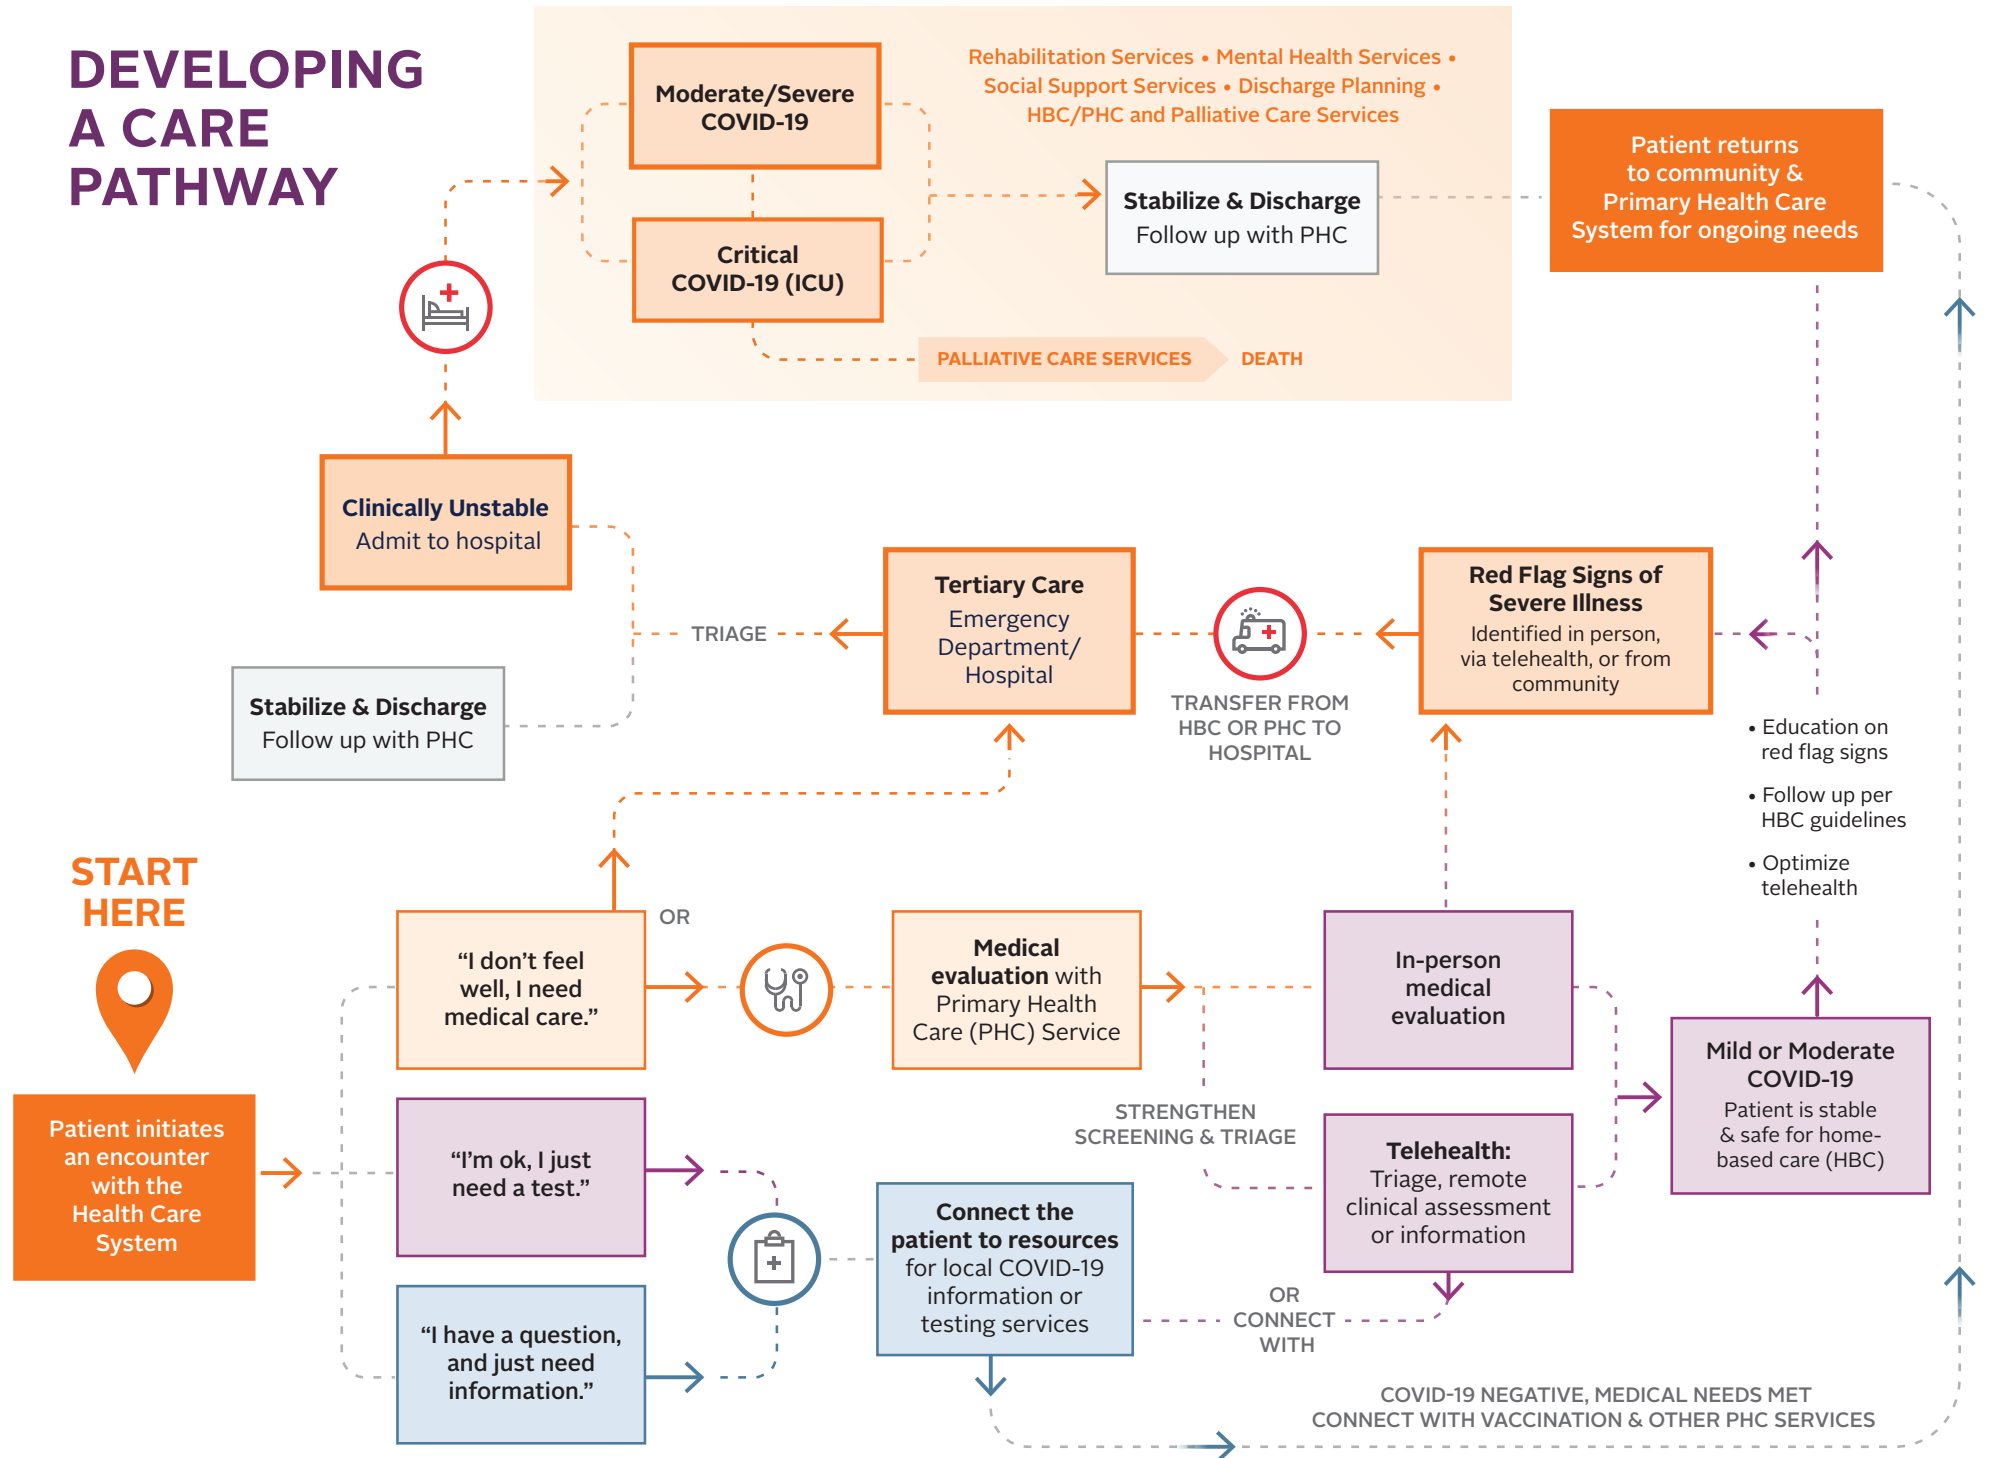 DEVELOPING
A CARE
PATHWAY
Moderate/Severe
COVID-19
Critical
COVID-19 (ICU)
Rehabilitation Services • Mental Health Services •
Social Support Services • Discharge Planning •
HBC/PHC and Palliative Care Services
Stabilize & Discharge
Follow up with PHC
PALLIATIVE CARE SERVICES
DEATH
Patient returns
to community &
Primary Health Care
System for ongoing needs
Clinically Unstable
Admit to hospital
TRIAGE
Stabilize & Discharge
Follow up with PHC
Tertiary Care
Emergency
Department/
Hospital
TRANSFER FROM
HBC OR PHC TO
HOSPITAL
Red Flag Signs of
Severe Illness
Identified in person,
via telehealth, or from
community
• Education on
red flag signs
• Follow up per
HBC guidelines
• Optimize
telehealth
START
HERE
Patient initiates
an encounter
with the
Health Care
System
“I don’t feel
well, I need
medical care.”
OR
Medical
evaluation with
Primary Health
Care (PHC) Service
In-person
medical
evaluation
STRENGTHEN
SCREENING & TRIAGE
Mild or Moderate
COVID-19
Patient is stable
& safe for home-
based care (HBC)
“I’m ok, I just
need a test.”
Telehealth:
Triage, remote
clinical assessment
or information
Connect the
patient to resources
for local COVID-19
information or
testing services
OR
CONNECT
WITH
“I have a question,
and just need
information.”
COVID-19 NEGATIVE, MEDICAL NEEDS MET
CONNECT WITH VACCINATION & OTHER PHC SERVICES